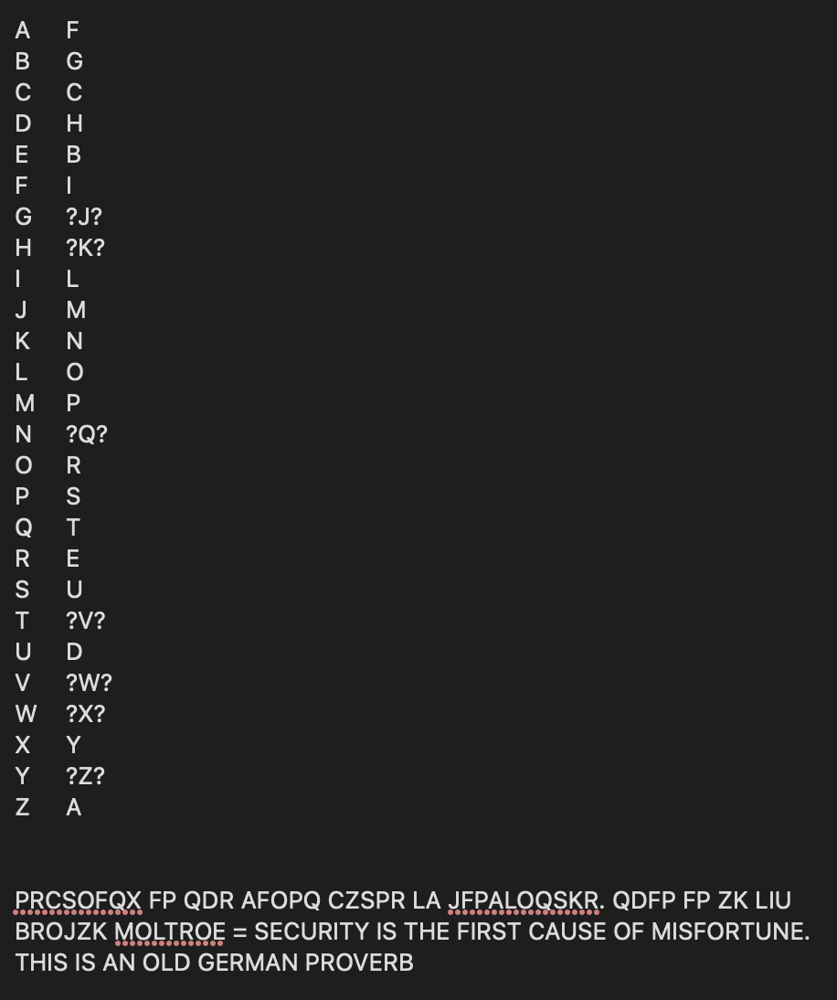 A F
B G
C C
D H
E B
F I
G ?J?
H ?K?
I L
J M
K N
L O
M P
N ?Q?
O R
P S
Q T
R E
S U
T ?V?
U D
V ?W?
W ?X?
X Y
Y ?Z?
Z A
PRCSOFQX FP QDR AFOPQ CZSPR LA JFPALOQSKR. QDFP FP ZK LIU
BROJZK MOLTROE = SECURITY IS THE FIRST CAUSE OF MISFORTUNE.
THIS IS AN OLD GERMAN PROVERB